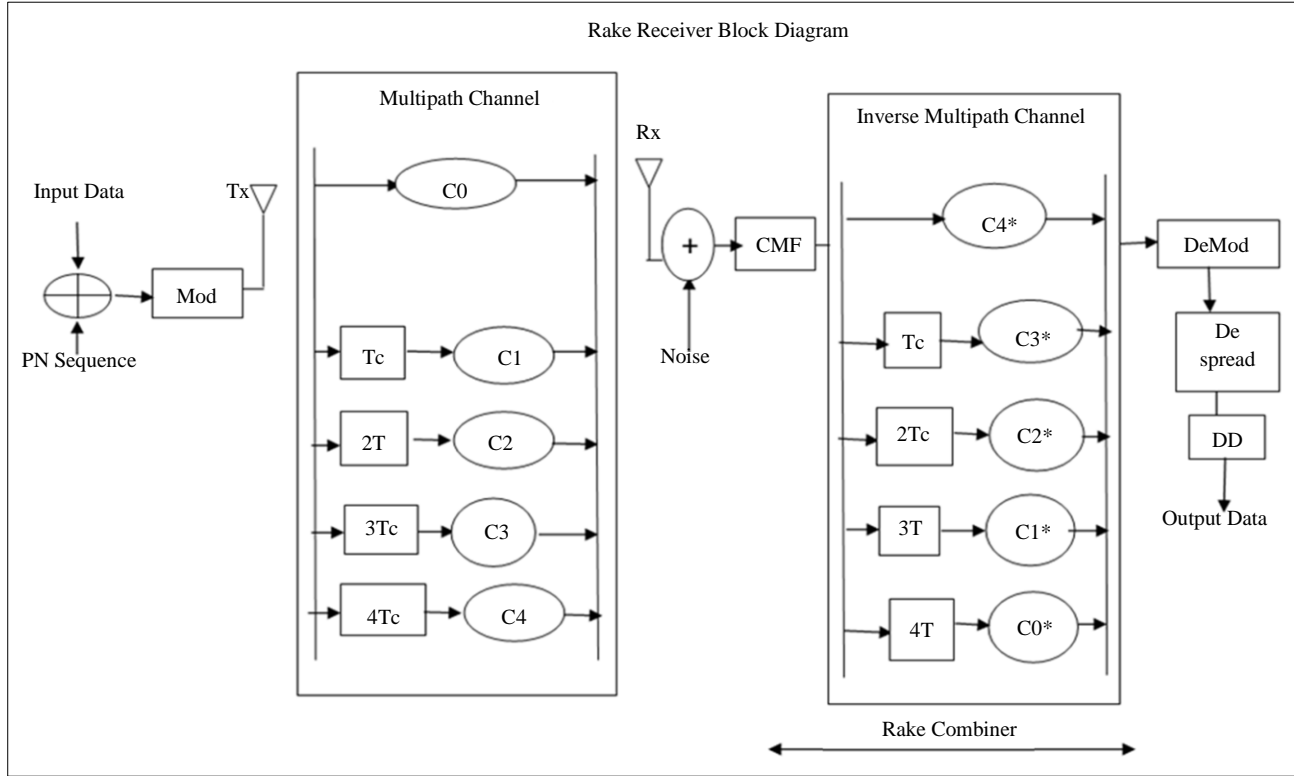 Rake Receiver Block Diagram
Multipath Channel
Inverse Multipath Channel
Rx
Input Data
Tx
C0
C4*
CMF
+
DeMod
Mod
PN Sequence
Noise
Tc
C1
Tc
C3*
De
spread
2T
C2
2Tc
C2*
DD
3Tc
C3
3T
C1*
Output Data
4Tc
C4
4T
C0*
Rake Combiner